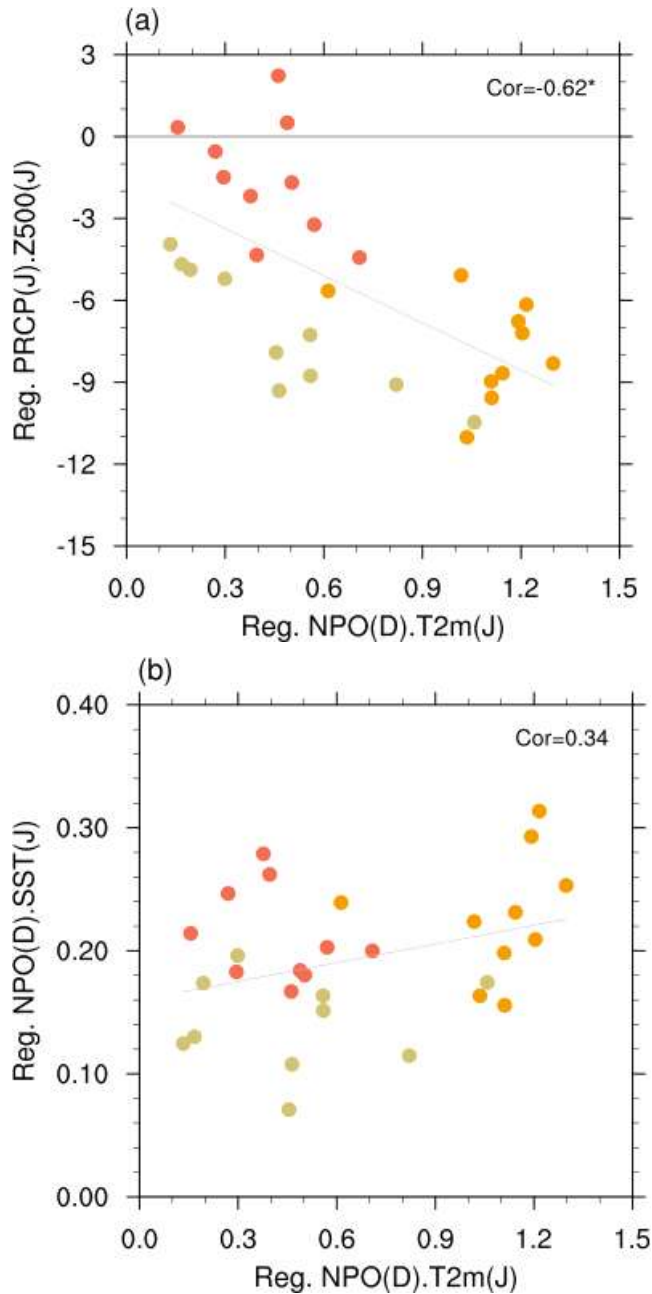 (a)
Cor=-0.62*
3
0
-3
-6
-9
-12
-15
Reg. PRCP(J).Z500(J)
0.0 0.3 0.6 0.9 1.2 1.5
Reg. NPO(D).T2m(J)
(b)
Cor=0.34
0.40
0.30
0.20
0.10
0.00
Reg. NPO(D).SST(J)
0.0 0.3 0.6 0.9 1.2 1.5
Reg. NPO(D).T2m(J)